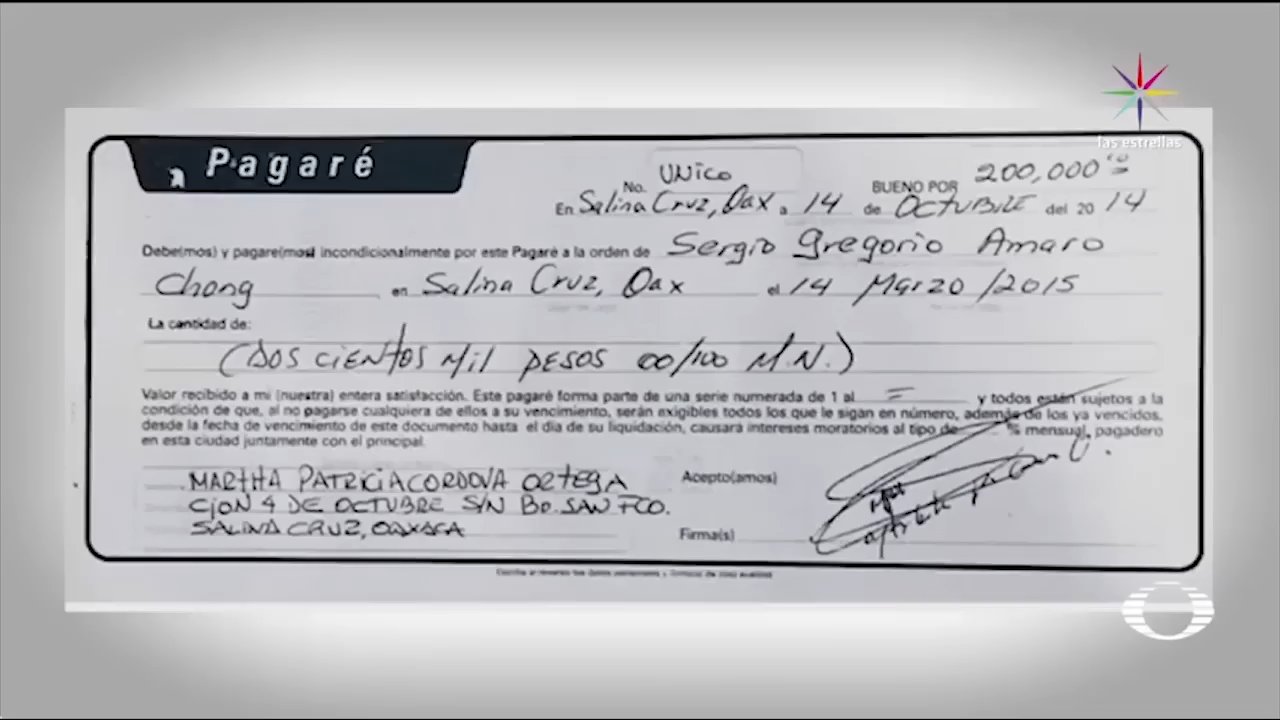 las estrellas
Pagaré
No. UNICO BUENO POR 200,000 00
En Salina Cruz, Oax a 14 de OCTUBRE del 20 14
Debe(mos) y pagare(mos) incondicionalmente por este Pagaré a la orden de Sergio Gregorio Amaro
Chong en Salina Cruz, Oax el 14 Marzo /2015
La cantidad de:
(DOS CIENTOS MIL PESOS 00/100 M.N.)
Valor recibido a mi (nuestra) entera satisfacción. Este pagaré forma parte de una serie numerada de 1 al = y todos están sujetos a la
condición de que, al no pagarse cualquiera de ellos a su vencimiento, serán exigibles todos los que le sigan en número, además de los ya vencidos,
desde la fecha de vencimiento de este documento hasta el día de su liquidación, causará intereses moratorios al tipo de % mensual, pagadero
en esta ciudad juntamente con el principal.
MARTHA PATRICIA CORDOVA ORTEGA
CJON 4 DE OCTUBRE S/N Bo. SAN FCO.
SALINA CRUZ, OAXACA
Acepto(amos)
Firma(s)